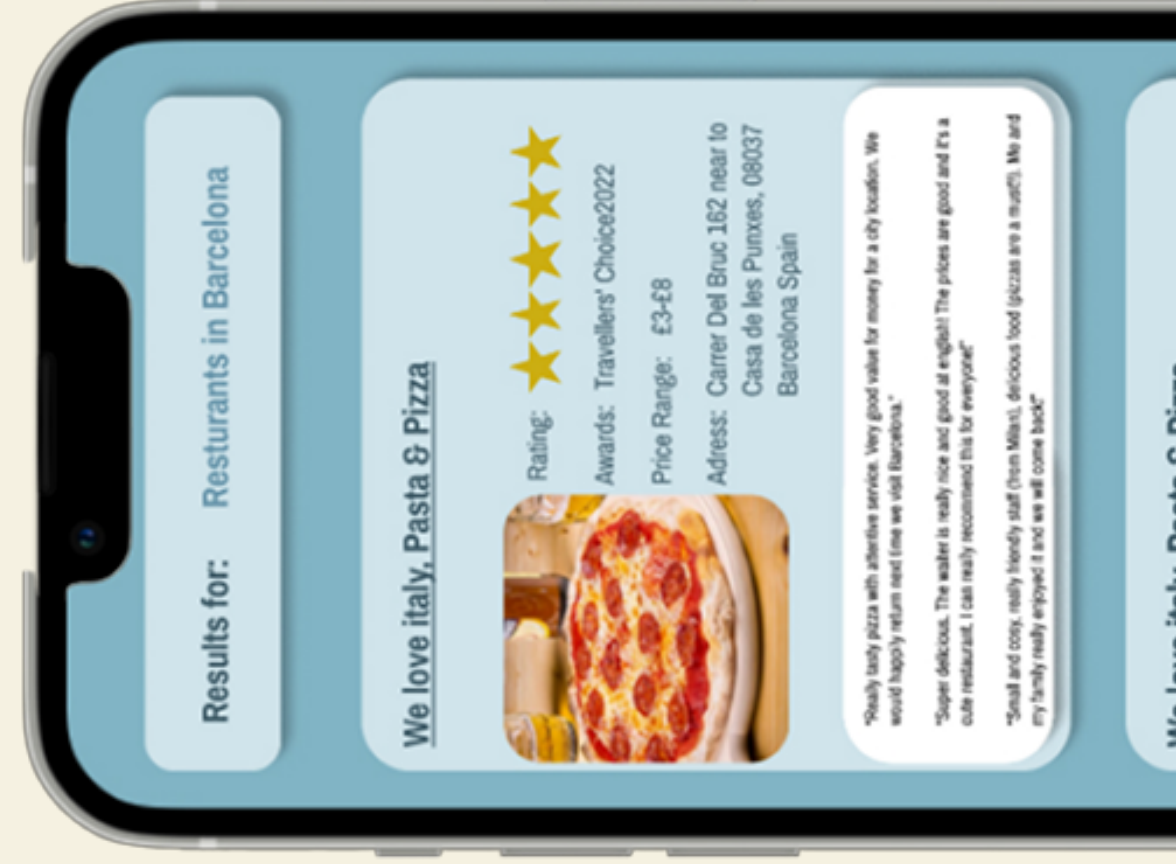 Results for: Resturants in Barcelona
We love italy, Pasta & Pizza
Rating:
Awards: Travellers' Choice2022
Price Range: £3-£8
Adress: Carrer Del Bruc 162 near to
Casa de les Punxes, 08037
Barcelona Spain
"Really tasty pizza with attentive service. Very good value for money for a city location. We
would happily return next time we visit Barcelona."
"Super delicious. The waiter is really nice and good at english! The prices are good and it's a
cute restaurant. I can really recommend this for everyone!"
"Small and cosy, really friendly staff (from Milan), delicious food (pizzas are a must!!). Me and
my family really enjoyed it and we will come back!"
We love italy, Pasta & Pizza